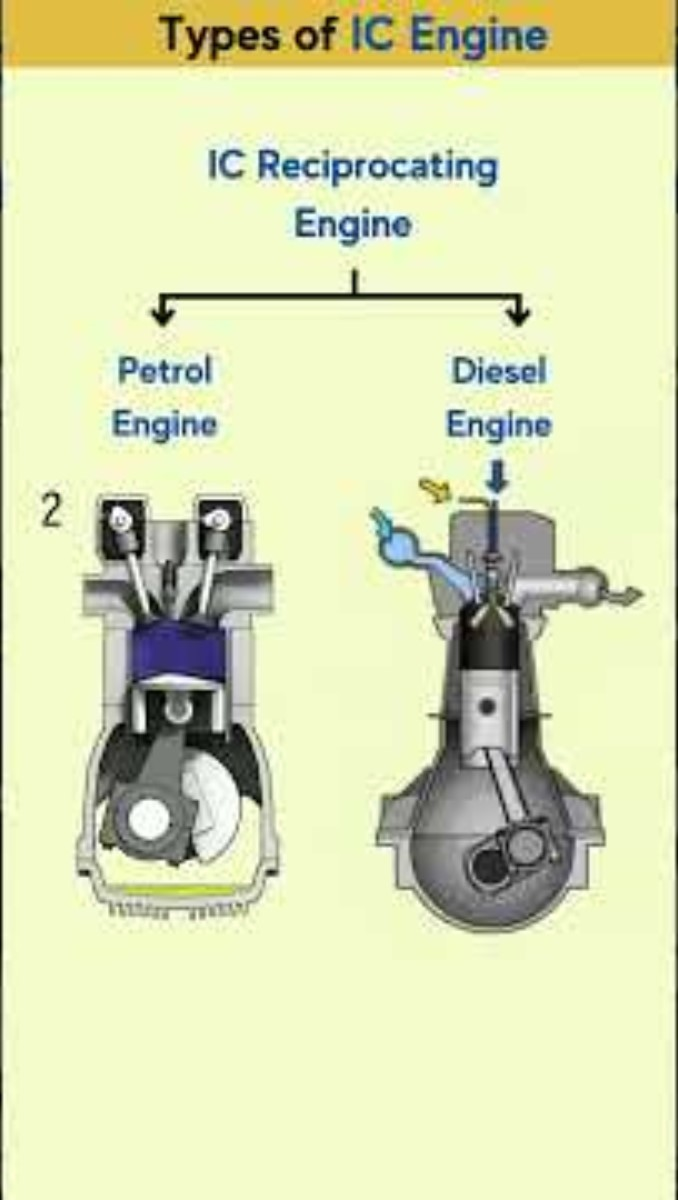 Types of IC Engine
IC Reciprocating
Engine
Petrol
Engine
Diesel
Engine
2